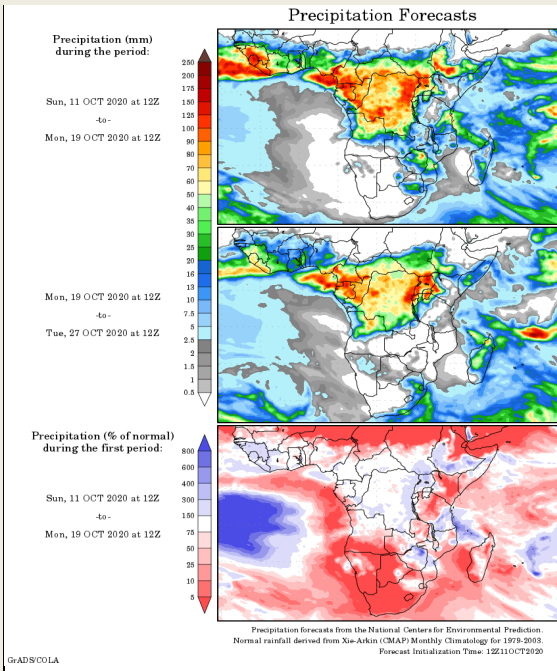 Precipitation Forecasts
Precipitation (mm)
during the period:
Sun, 11 OCT 2020 at 12Z
-to-
Mon, 19 OCT 2020 at 12Z
250
200
175
150
125
100
90
80
70
60
50
40
35
30
25
20
16
13
10
7.5
5
2.5
2
1.5
1
0.5
Mon, 19 OCT 2020 at 12Z
-to-
Tue, 27 OCT 2020 at 12Z
Precipitation (% of normal)
during the first period:
Sun, 11 OCT 2020 at 12Z
-to-
Mon, 19 OCT 2020 at 12Z
800
600
400
300
150
75
50
25
10
5
Precipitation forecasts from the National Centers for Environmental Prediction.
Normal rainfall derived from Xie-Arkin (CMAP) Monthly Climatology for 1979-2003.
Forecast Initialization Time: 12Z11OCT2020
GrADS/COLA